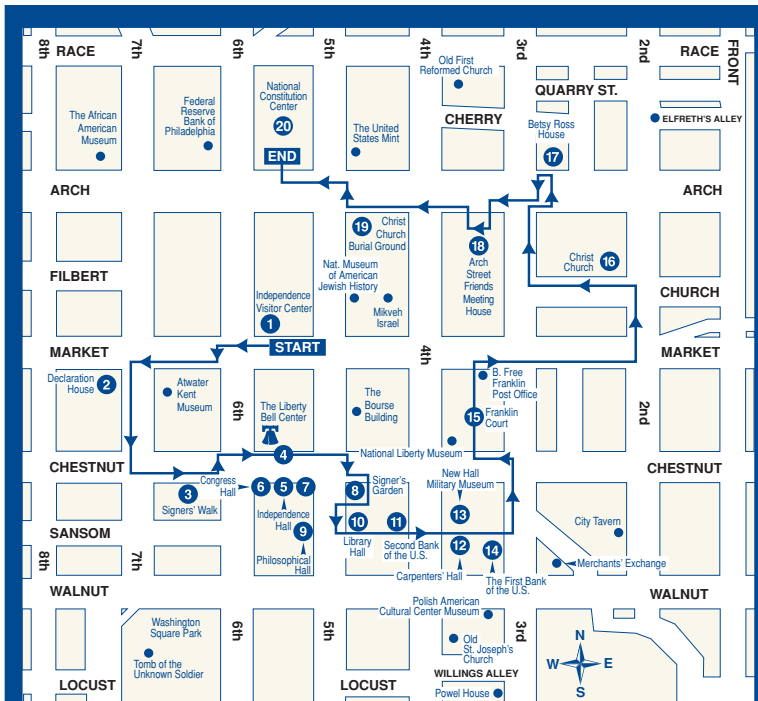 8th
7th
6th
5th
4th
3rd
2nd
FRONT
RACE
RACE
Old First
Reformed Church
National
Constitution
Center
20
END
Federal
Reserve
Bank of
Philadelphia
The African
American
Museum
The United
States Mint
CHERRY
QUARRY ST.
Betsy Ross
House
17
ELFRETH'S ALLEY
ARCH
ARCH
19
Christ
Church
Burial Ground
18
Arch
Street
Friends
Meeting
House
Christ
Church
16
Nat. Museum
of American
Jewish History
Mikveh
Israel
FILBERT
CHURCH
Independence
Visitor Center
1
START
MARKET
4th
MARKET
Declaration
House
2
Atwater
Kent
Museum
6th
The Liberty
Bell Center
4
The
Bourse
Building
B. Free
Franklin
Post Office
15
Franklin
Court
2nd
National Liberty Museum
CHESTNUT
CHESTNUT
3
Signers' Walk
Congress
Hall
6
5
7
Independence
Hall
9
Philosophical
Hall
8
Signer's
Garden
New Hall
Military Museum
13
10
11
Library
Hall
Second Bank
of the U.S.
12
14
Carpenters' Hall
The First Bank
of the U.S.
City Tavern
Merchants' Exchange
SANSOM
8th
7th
WALNUT
WALNUT
Polish American
Cultural Center Museum
Washington
Square Park
Tomb of the
Unknown Soldier
6th
5th
3rd
Old
St. Joseph's
Church
N
W
E
S
LOCUST
LOCUST
WILLINGS ALLEY
Powel House